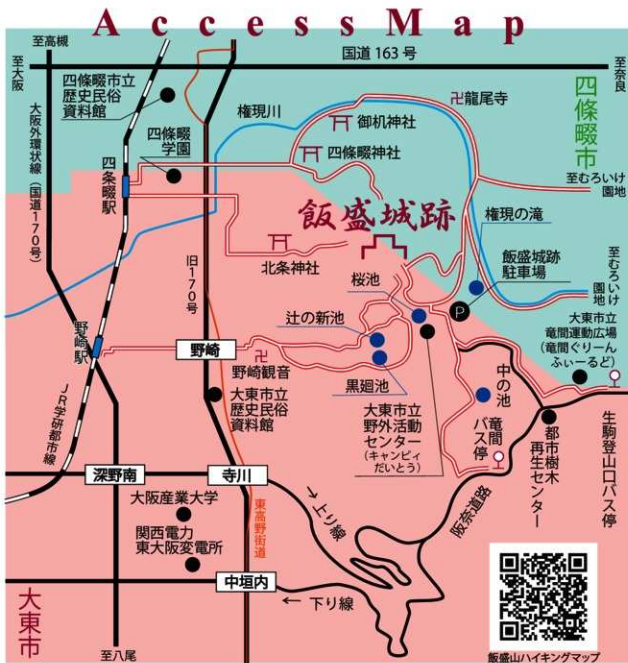 Access Map
至高槻
国道 163 号
至大阪
至奈良
四條畷市立
歴史民俗
資料館
権現川
卍龍尾寺
御机神社
四條畷市
四條畷
学園
四條畷神社
大阪外環状線(国道170号)
四条畷駅
至むろいけ
園地
飯盛城跡
権現の滝
北条神社
桜池
飯盛城跡
駐車場
至むろいけ
園地
P
旧170号
辻の新池
大東市立
竜間運動広場
(竜間ぐりーん
ふぃーるど)
野崎駅
野崎
卍
野崎観音
黒廻池
中の池
JR学研都市線
大東市立
歴史民俗
資料館
大東市立
野外活動
センター
(キャンピィ
だいとう)
竜間
バス停
都市樹木
再生センター
生駒登山口バス停
深野南
寺川
大阪産業大学
→上り線
阪奈道路
関西電力
東大阪変電所
東高野街道
中垣内
← 下り線
大東市
至八尾
飯盛山ハイキングマップ